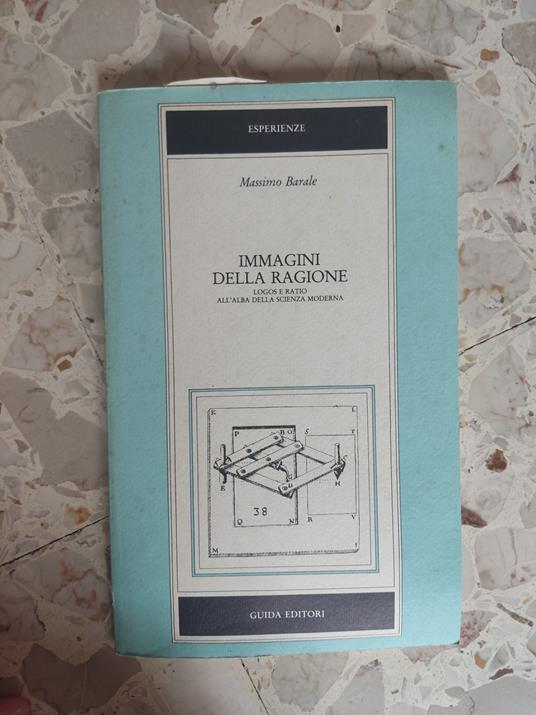 ESPERIENZE
Massimo Barale
IMMAGINI
DELLA RAGIONE
LOGOS E RATIO
ALL'ALBA DELLA SCIENZA MODERNA
K L
P B O S T
E H
38
Q N R V
M I
GUIDA EDITORI